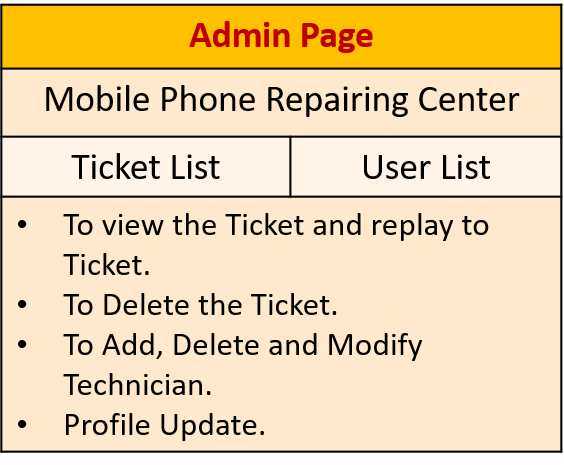 Admin Page
Mobile Phone Repairing Center
Ticket List User List
• To view the Ticket and replay to
Ticket.
• To Delete the Ticket.
• To Add, Delete and Modify
Technician.
• Profile Update.